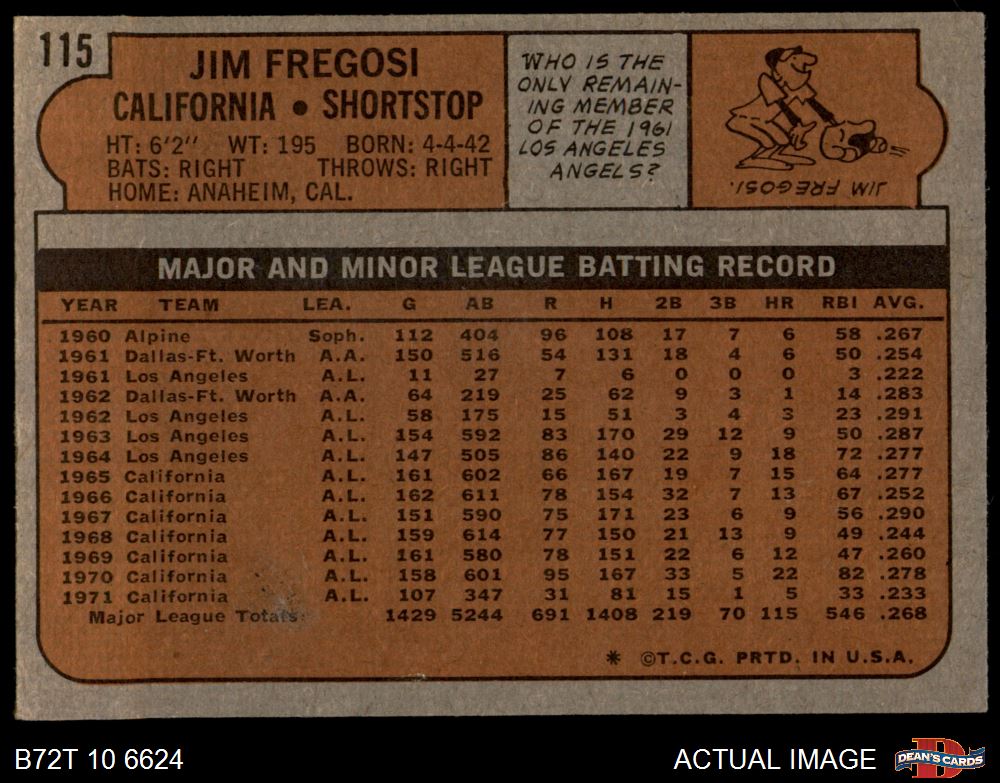 115
JIM FREGOSI
CALIFORNIA • SHORTSTOP
HT: 6'2" WT: 195 BORN: 4-4-42
BATS: RIGHT THROWS: RIGHT
HOME: ANAHEIM, CAL.
WHO IS THE
ONLY REMAIN-
ING MEMBER
OF THE 1961
LOS ANGELES
ANGELS?
JIM FREGOSI.
MAJOR AND MINOR LEAGUE BATTING RECORD
YEAR TEAM LEA. G AB R H 2B 3B HR RBI AVG.
1960 Alpine Soph. 112 404 96 108 17 7 6 58 .267
1961 Dallas-Ft. Worth A.A. 150 516 54 131 18 4 6 50 .254
1961 Los Angeles A.L. 11 27 7 6 0 0 0 3 .222
1962 Dallas-Ft. Worth A.A. 64 219 25 62 9 3 1 14 .283
1962 Los Angeles A.L. 58 175 15 51 3 4 3 23 .291
1963 Los Angeles A.L. 154 592 83 170 29 12 9 50 .287
1964 Los Angeles A.L. 147 505 86 140 22 9 18 72 .277
1965 California A.L. 161 602 66 167 19 7 15 64 .277
1966 California A.L. 162 611 78 154 32 7 13 67 .252
1967 California A.L. 151 590 75 171 23 6 9 56 .290
1968 California A.L. 159 614 77 150 21 13 9 49 .244
1969 California A.L. 161 580 78 151 22 6 12 47 .260
1970 California A.L. 158 601 95 167 33 5 22 82 .278
1971 California A.L. 107 347 31 81 15 1 5 33 .233
Major League Totals 1429 5244 691 1408 219 70 115 546 .268
* ©T.C.G. PRTD. IN U.S.A.
B72T 10 6624
ACTUAL IMAGE
DEAN'S CARDS